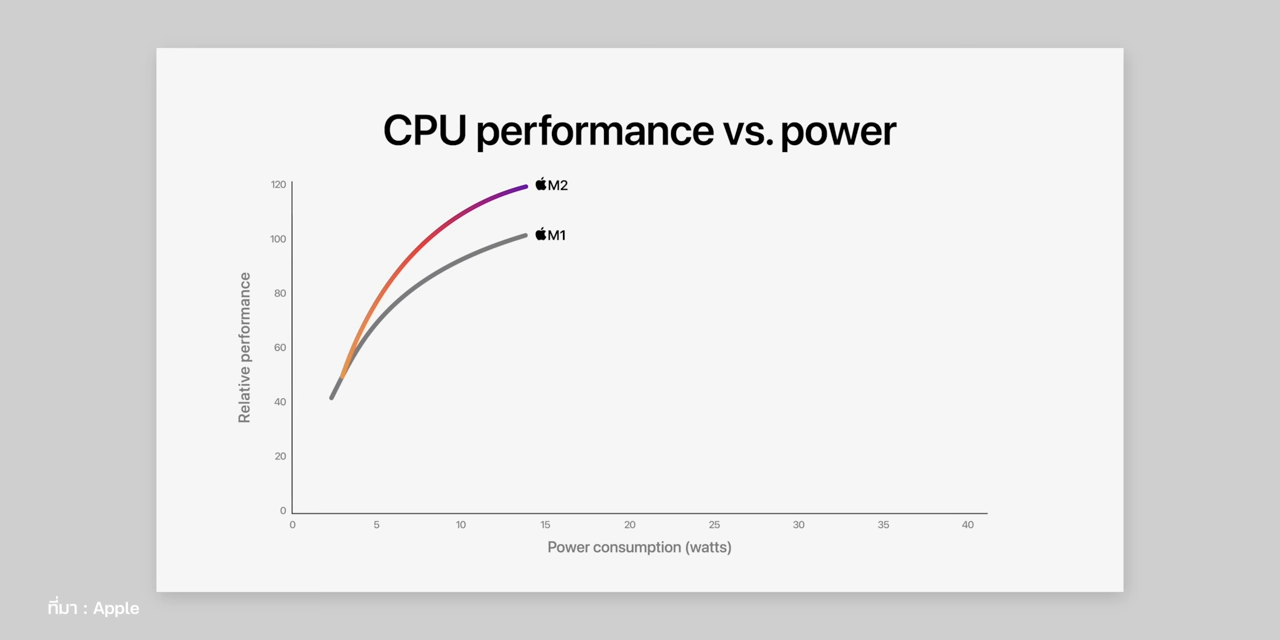 CPU performance vs. power
120
M2
100
M1
80
60
40
20
0
Relative performance
0 5 10 15 20 25 30 35 40
Power consumption (watts)
ที่มา : Apple